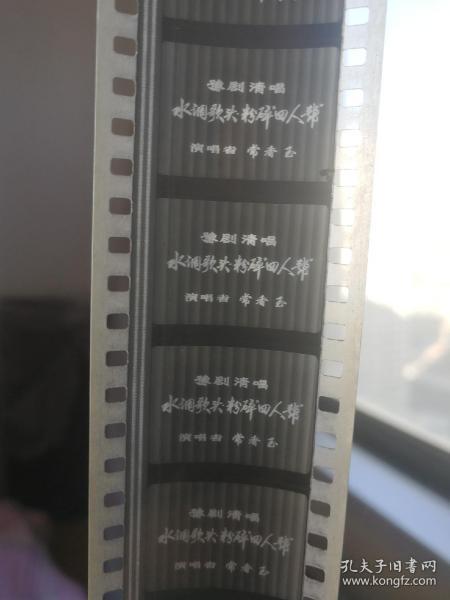 豫剧清唱
水调歌头 粉碎四人帮
演唱者 常香玉
豫剧清唱
水调歌头 粉碎四人帮
演唱者 常香玉
豫剧清唱
水调歌头 粉碎四人帮
演唱者 常香玉
豫剧清唱
水调歌头 粉碎四人帮
演唱者 常香玉
孔夫子旧书网
www.kongfz.com